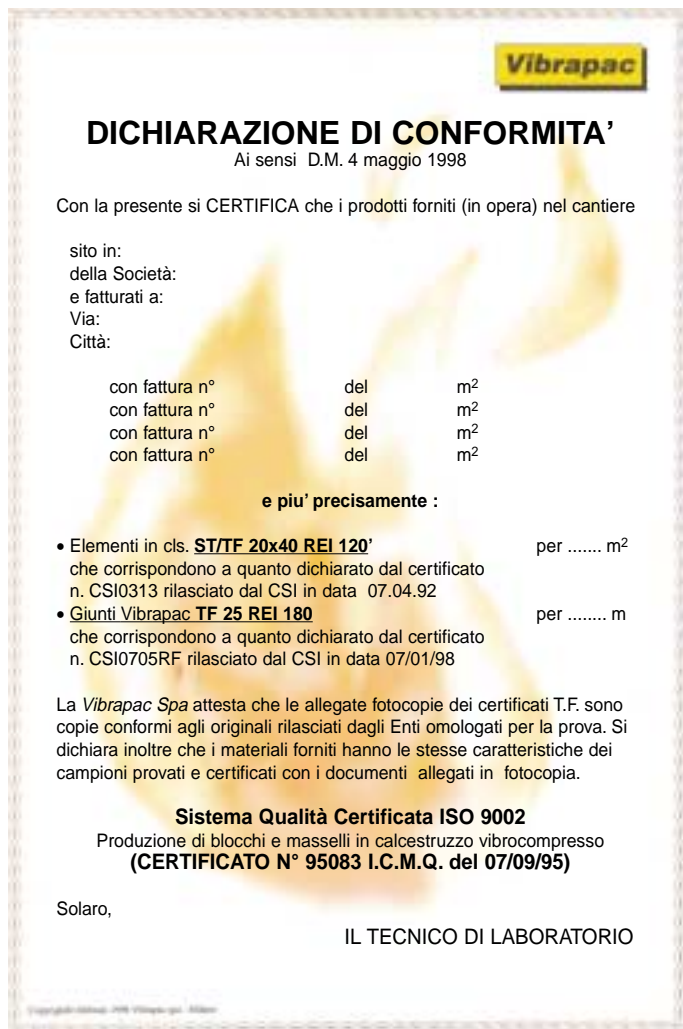 Vibrapac
DICHIARAZIONE DI CONFORMITA'
Ai sensi D.M. 4 maggio 1998
Con la presente si CERTIFICA che i prodotti forniti (in opera) nel cantiere
sito in:
della Società:
e fatturati a:
Via:
Città:
con fattura n° del m²
con fattura n° del m²
con fattura n° del m²
con fattura n° del m²
e piu' precisamente :
• Elementi in cls. ST/TF 20x40 REI 120' per ....... m²
che corrispondono a quanto dichiarato dal certificato
n. CSI0313 rilasciato dal CSI in data 07.04.92
• Giunti Vibrapac TF 25 REI 180 per ........ m
che corrispondono a quanto dichiarato dal certificato
n. CSI0705RF rilasciato dal CSI in data 07/01/98
La Vibrapac Spa attesta che le allegate fotocopie dei certificati T.F. sono
copie conformi agli originali rilasciati dagli Enti omologati per la prova. Si
dichiara inoltre che i materiali forniti hanno le stesse caratteristiche dei
campioni provati e certificati con i documenti allegati in fotocopia.
Sistema Qualità Certificata ISO 9002
Produzione di blocchi e masselli in calcestruzzo vibrocompresso
(CERTIFICATO N° 95083 I.C.M.Q. del 07/09/95)
Solaro,
IL TECNICO DI LABORATORIO